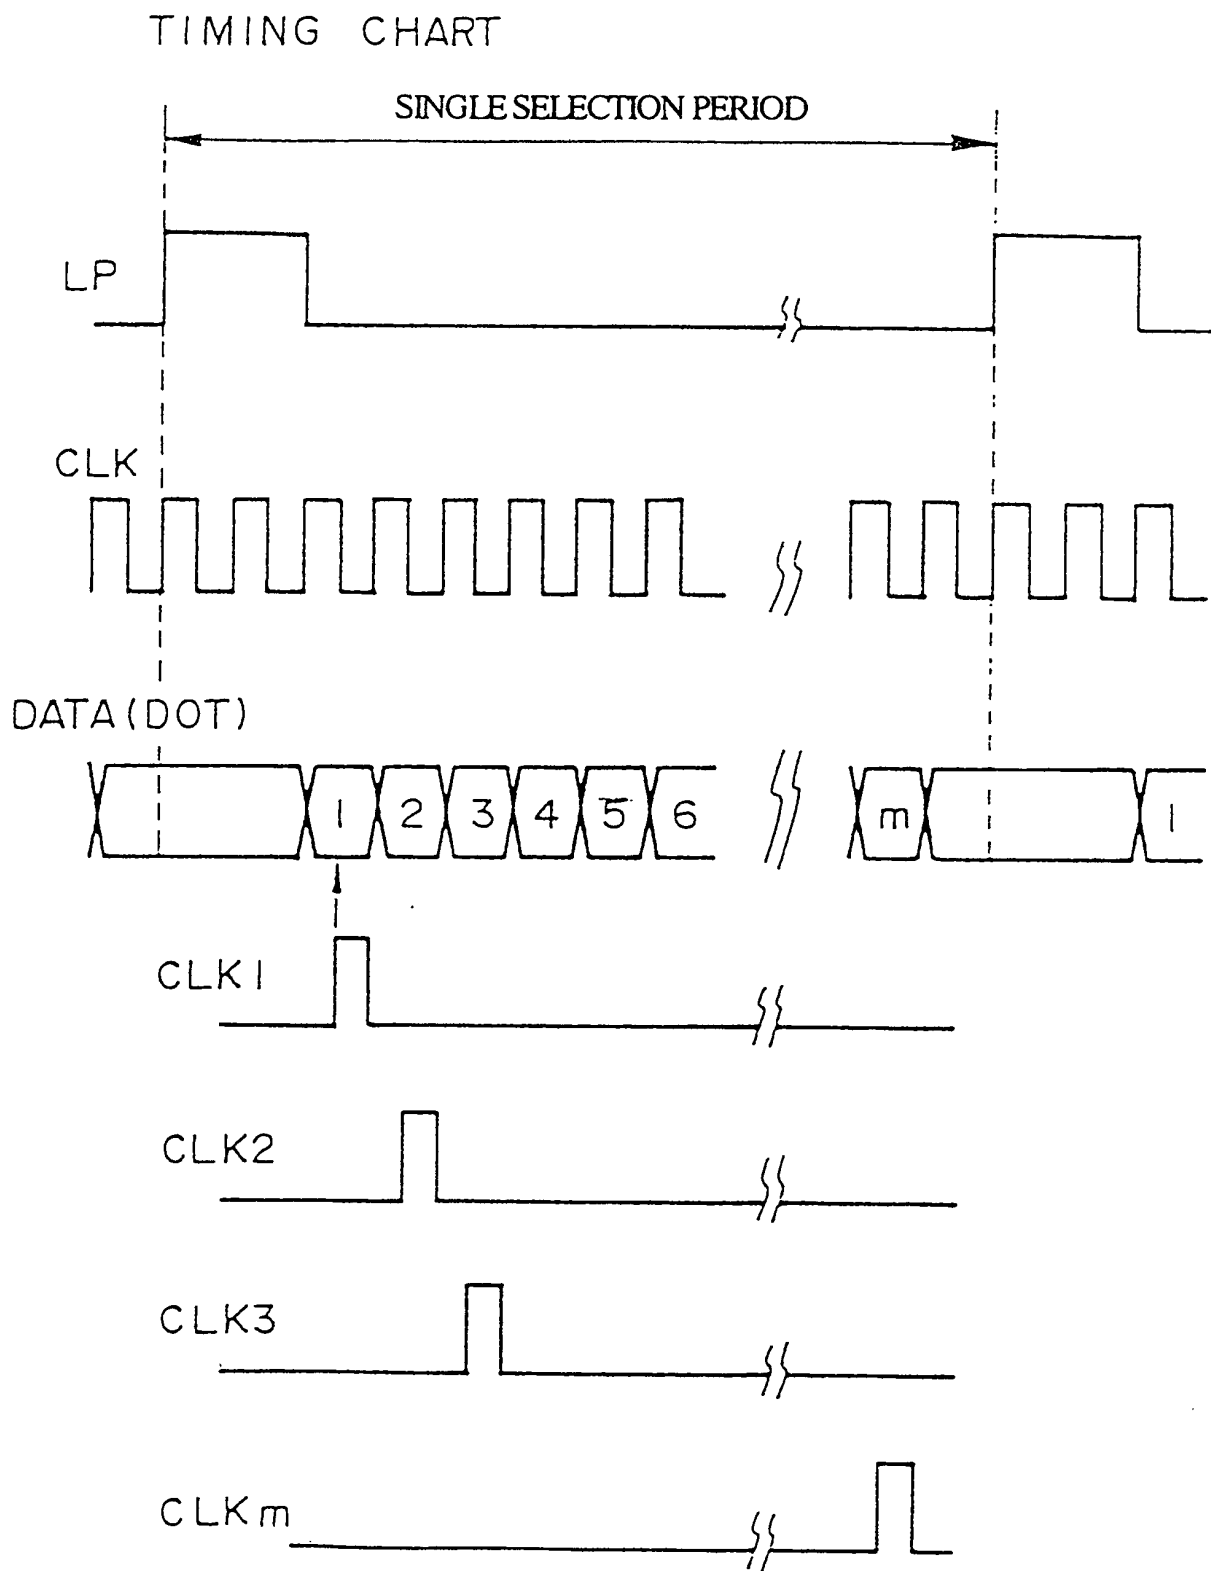 TIMING CHART
SINGLE SELECTION PERIOD
LP
CLK
DATA (DOT)
1 2 3 4 5 6 m 1
CLK1
CLK2
CLK3
CLKm